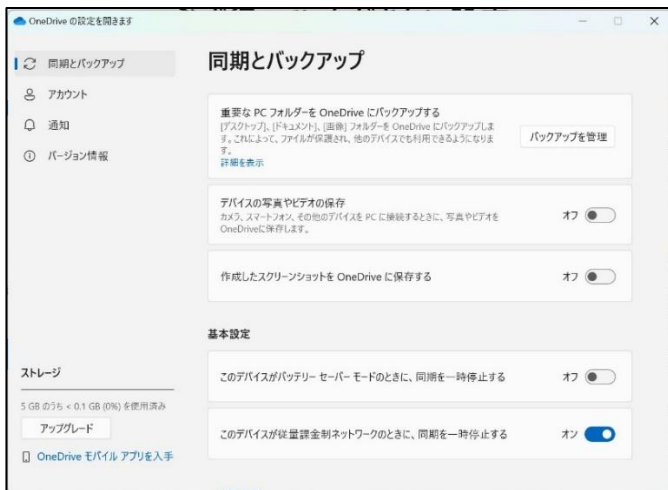 OneDrive の設定を開きます
同期とバックアップ
アカウント
通知
バージョン情報
ストレージ
5 GB のうち < 0.1 GB (0%) を使用済み
アップグレード
OneDrive モバイル アプリを入手
同期とバックアップ
重要な PC フォルダーを OneDrive にバックアップする
[デスクトップ]、[ドキュメント]、[画像] フォルダーを OneDrive にバックアップしま
す。これによって、ファイルが保護され、他のデバイスでも利用できるようになりま
す。
詳細を表示
バックアップを管理
デバイスの写真やビデオの保存
カメラ、スマートフォン、その他のデバイスを PC に接続するときに、写真やビデオを
OneDriveに保存します。
オフ
作成したスクリーンショットを OneDrive に保存する
オフ
基本設定
このデバイスがバッテリー セーバー モードのときに、同期を一時停止する
オフ
このデバイスが従量課金制ネットワークのときに、同期を一時停止する
オン